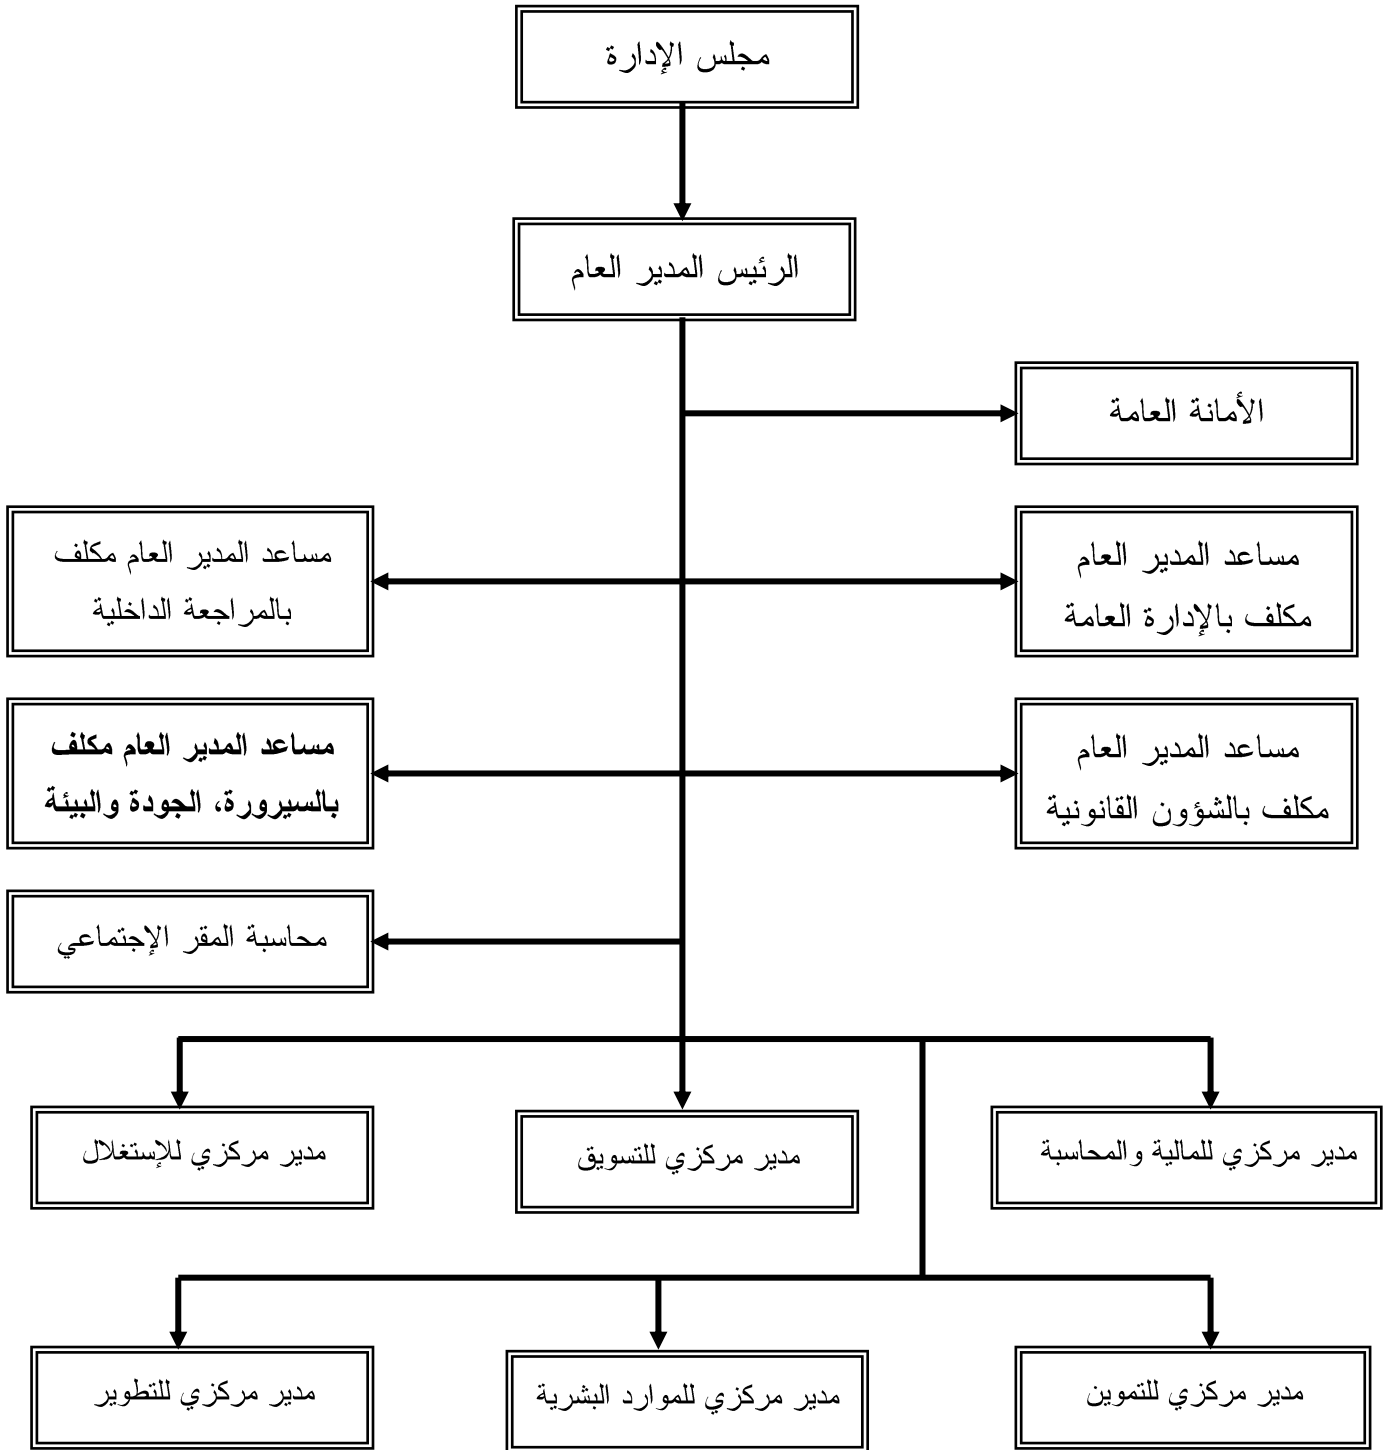 مجلس الإدارة
الرئيس المدير العام
الأمانة العامة
مساعد المدير العام
مكلف بالإدارة العامة
مساعد المدير العام مكلف
بالمراجعة الداخلية
مساعد المدير العام
مكلف بالشؤون القانونية
مساعد المدير العام مكلف
بالسيرورة، الجودة والبيئة
محاسبة المقر الإجتماعي
مدير مركزي للمالية والمحاسبة
مدير مركزي للتسويق
مدير مركزي للإستغلال
مدير مركزي للتموين
مدير مركزي للموارد البشرية
مدير مركزي للتطوير